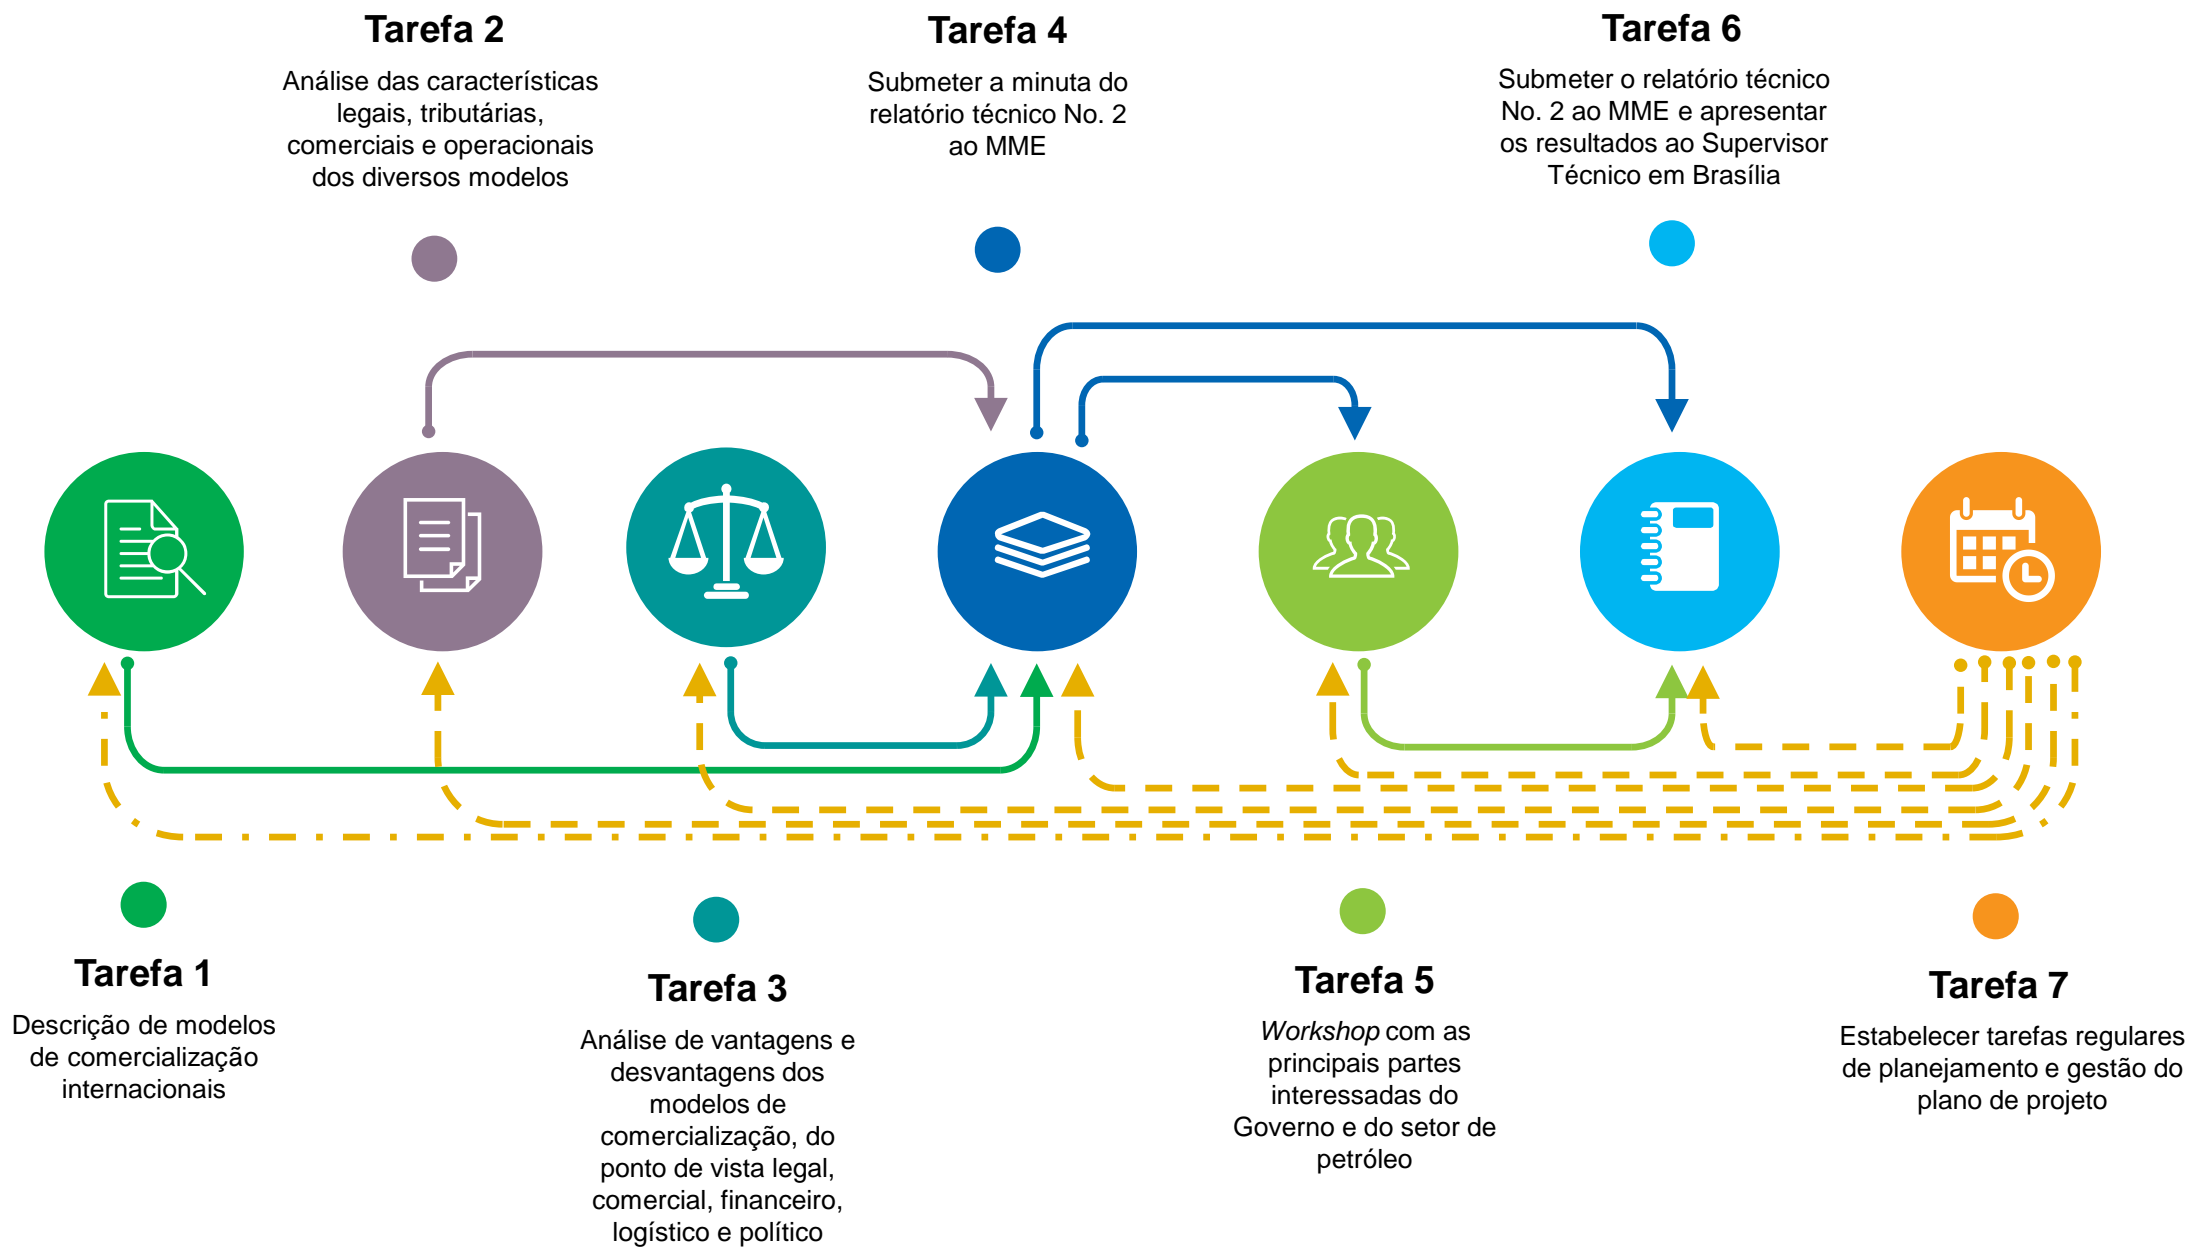 Tarefa 2
Análise das características
legais, tributárias,
comerciais e operacionais
dos diversos modelos
Tarefa 4
Submeter a minuta do
relatório técnico No. 2
ao MME
Tarefa 6
Submeter o relatório técnico
No. 2 ao MME e apresentar
os resultados ao Supervisor
Técnico em Brasília
Tarefa 1
Descrição de modelos
de comercialização
internacionais
Tarefa 3
Análise de vantagens e
desvantagens dos
modelos de
comercialização, do
ponto de vista legal,
comercial, financeiro,
logístico e político
Tarefa 5
Workshop com as
principais partes
interessadas do
Governo e do setor de
petróleo
Tarefa 7
Estabelecer tarefas regulares
de planejamento e gestão do
plano de projeto